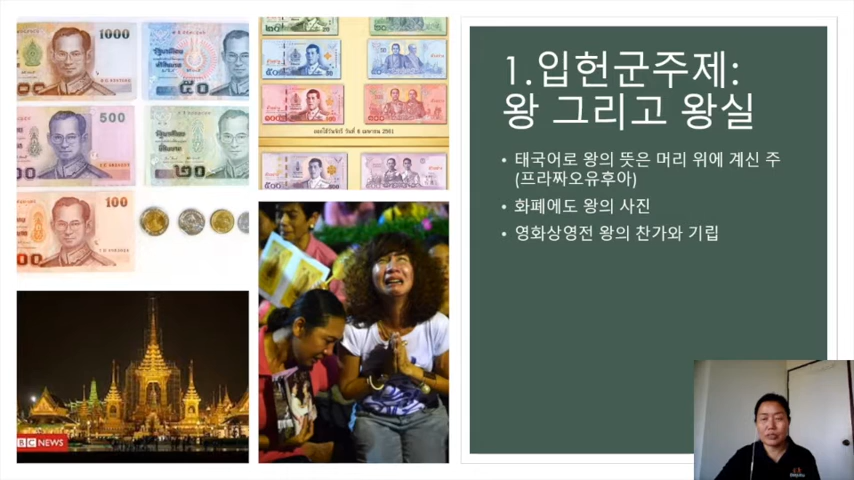 1000
500
๒๐
100
BBC NEWS
1.입헌군주제:
왕 그리고 왕실
• 태국어로 왕의 뜻은 머리 위에 계신 주
(프라짜오유후아)
• 화폐에도 왕의 사진
• 영화상영전 왕의 찬가와 기립